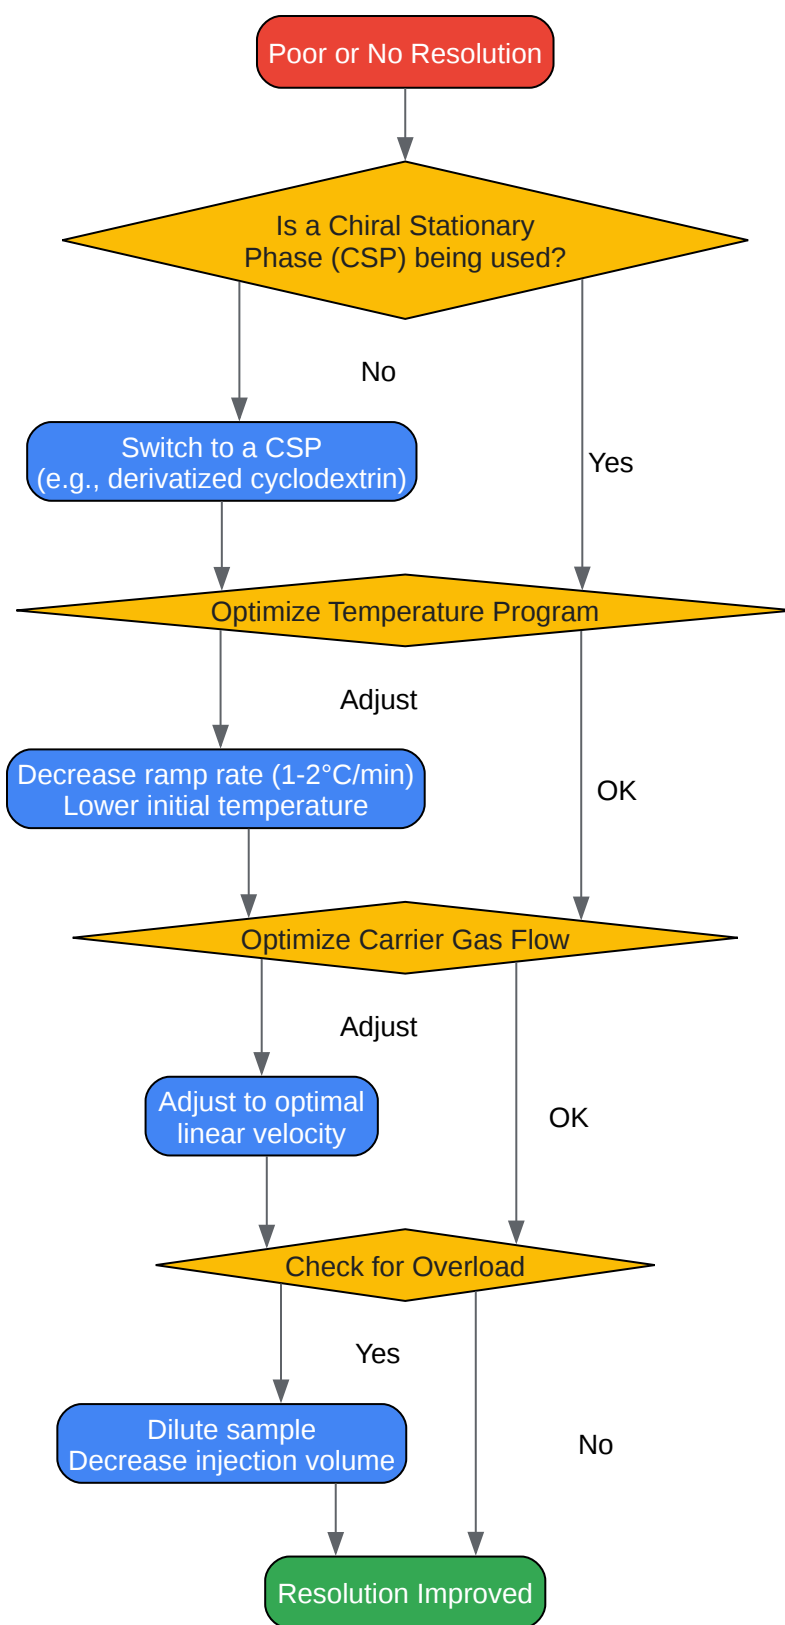 Poor or No Resolution
Is a Chiral Stationary
Phase (CSP) being used?
No
Switch to a CSP
(e.g., derivatized cyclodextrin)
Yes
Optimize Temperature Program
Adjust
Decrease ramp rate (1-2°C/min)
Lower initial temperature
OK
Optimize Carrier Gas Flow
Adjust
Adjust to optimal
linear velocity
OK
Check for Overload
Yes
Dilute sample
Decrease injection volume
No
Resolution Improved